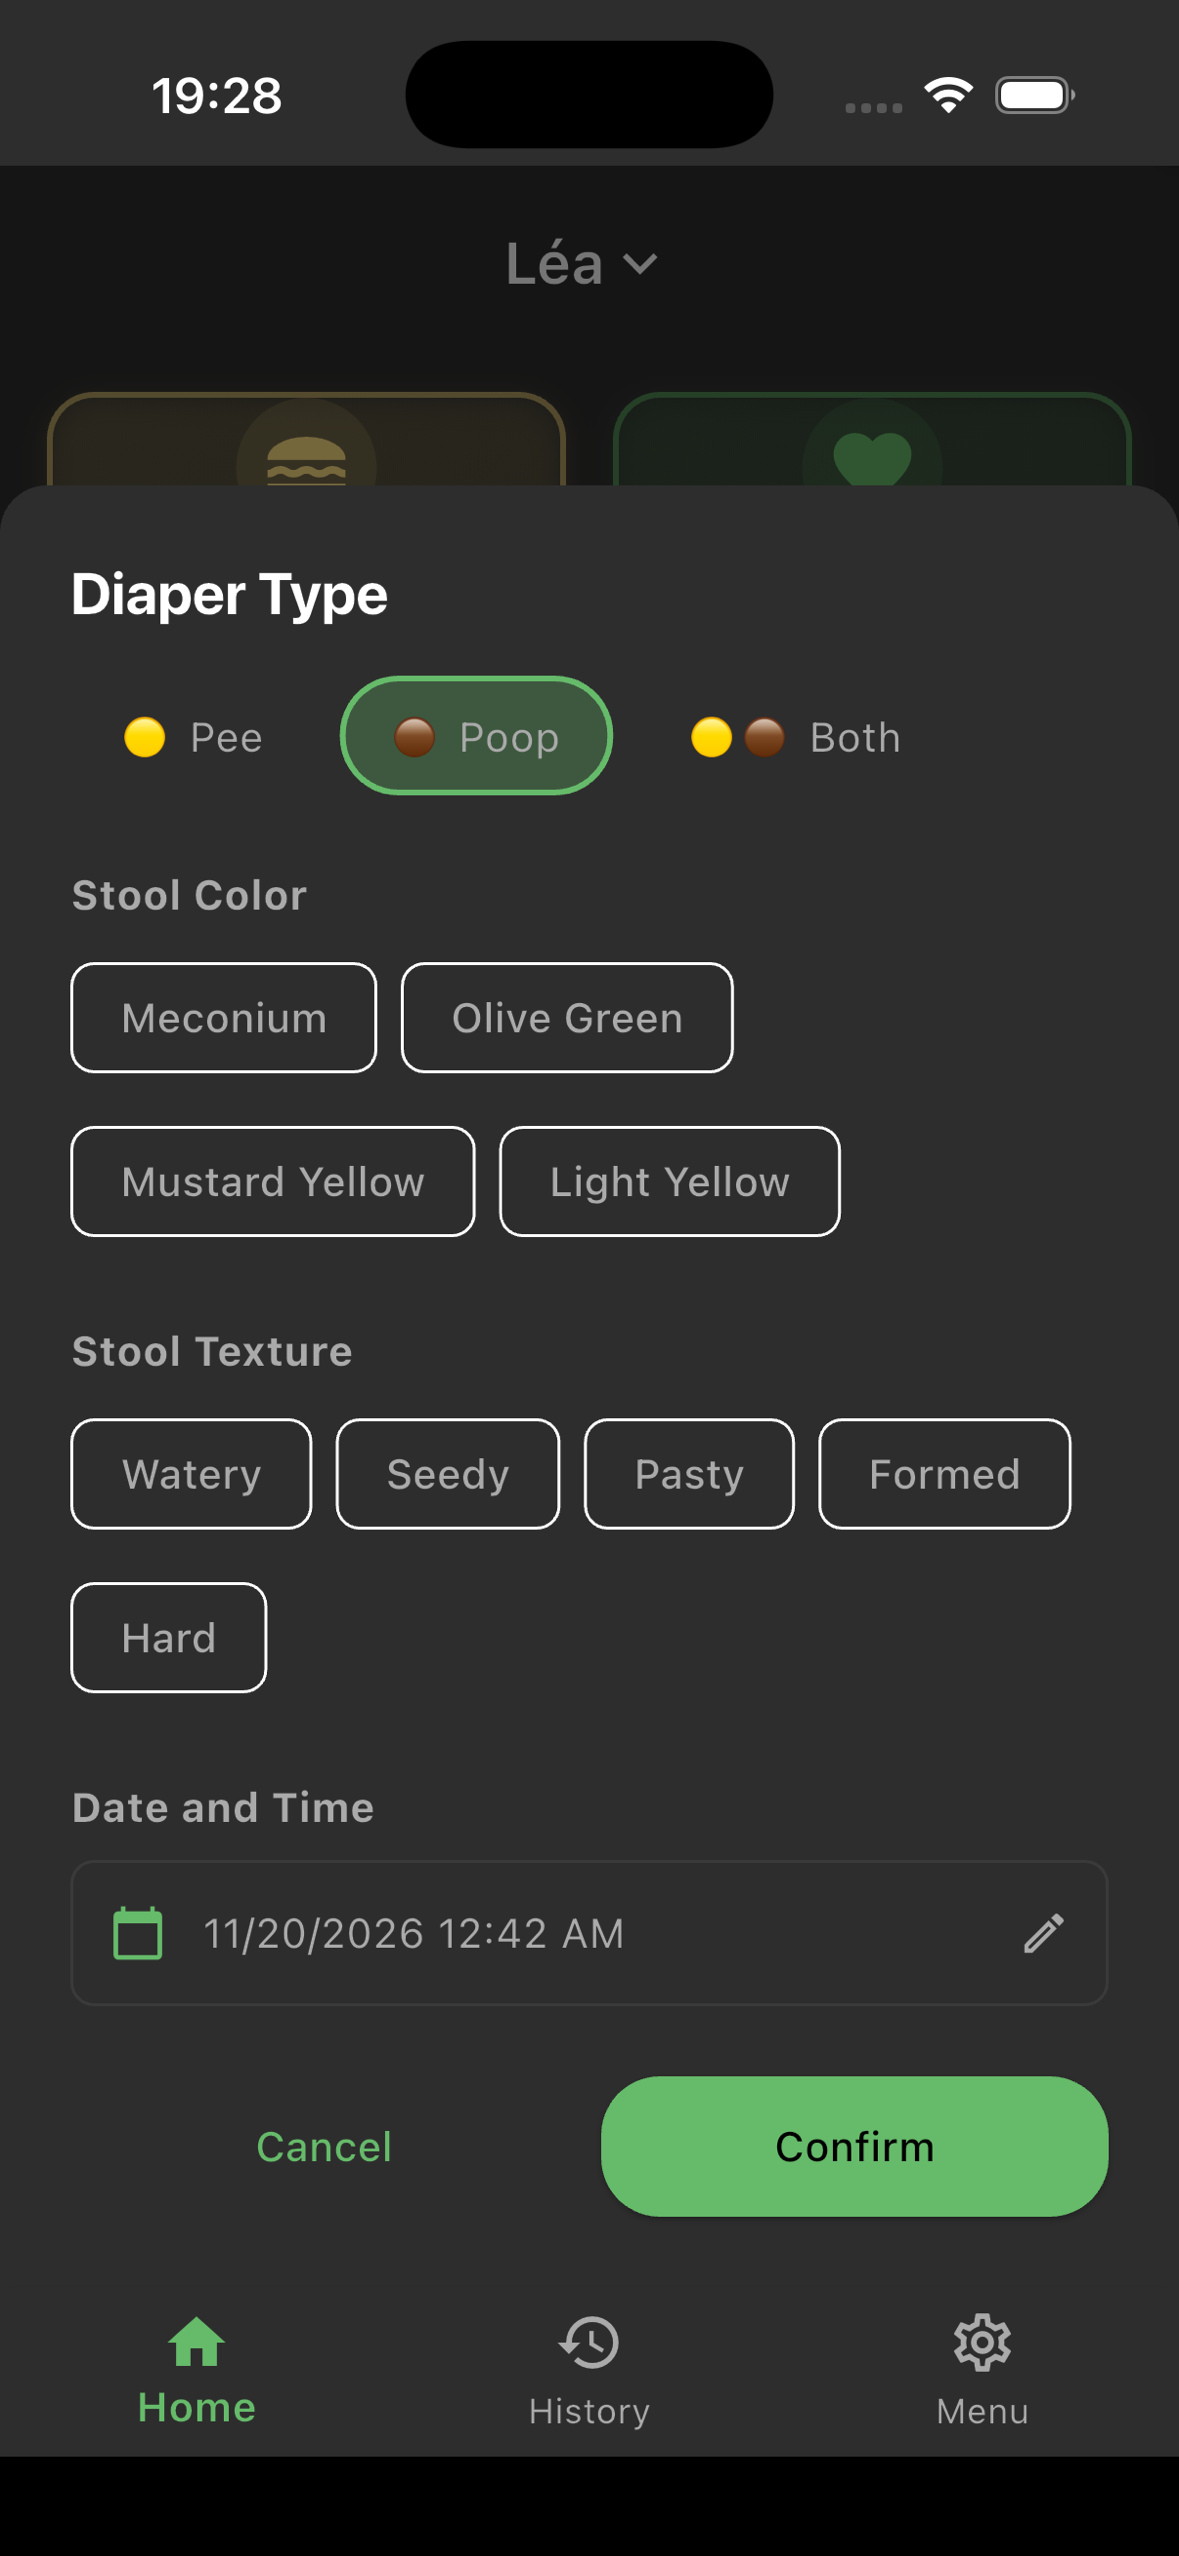 19:28
Léa
Diaper Type
Pee Poop Both
Stool Color
Meconium Olive Green
Mustard Yellow Light Yellow
Stool Texture
Watery Seedy Pasty Formed
Hard
Date and Time
11/20/2026 12:42 AM
Cancel Confirm
Home History Menu